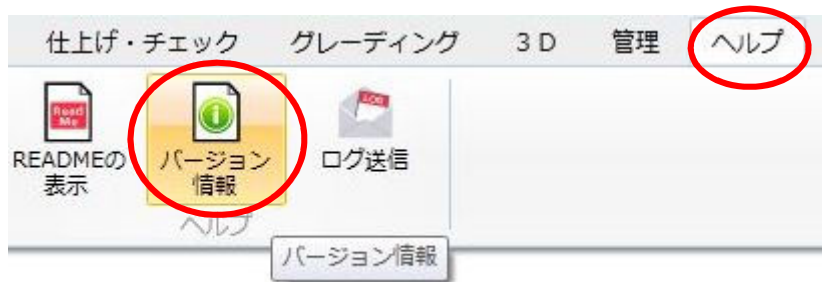 仕上げ・チェック グレーディング 3D 管理 ヘルプ
Read
Me
LOG
READMEの
表示
バージョン
情報
ログ送信
ヘルプ
バージョン情報